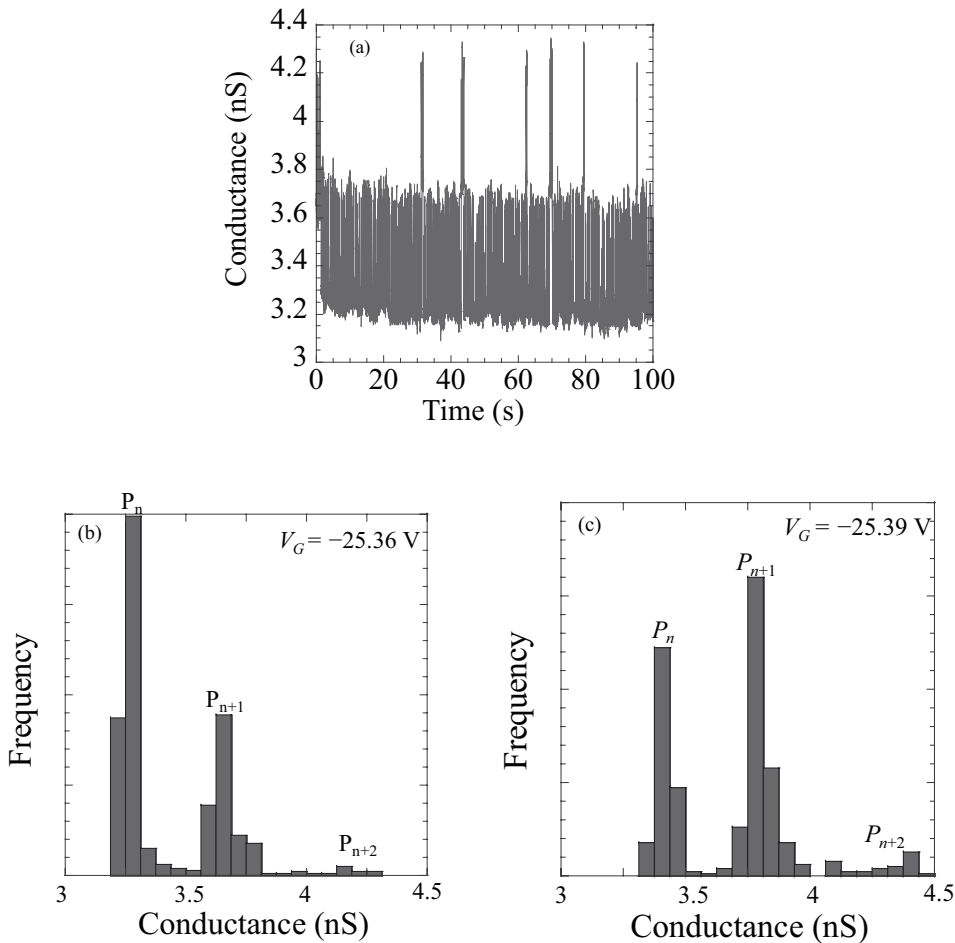 (a)
Conductance (nS)
4.4
4.2
4
3.8
3.6
3.4
3.2
3
0 20 40 60 80 100
Time (s)
(b)
Pn
VG = −25.36 V
Pn+1
Pn+2
Frequency
3 3.5 4 4.5
Conductance (nS)
(c)
VG = −25.39 V
Pn+1
Pn
Pn+2
Frequency
3 3.5 4 4.5
Conductance (nS)